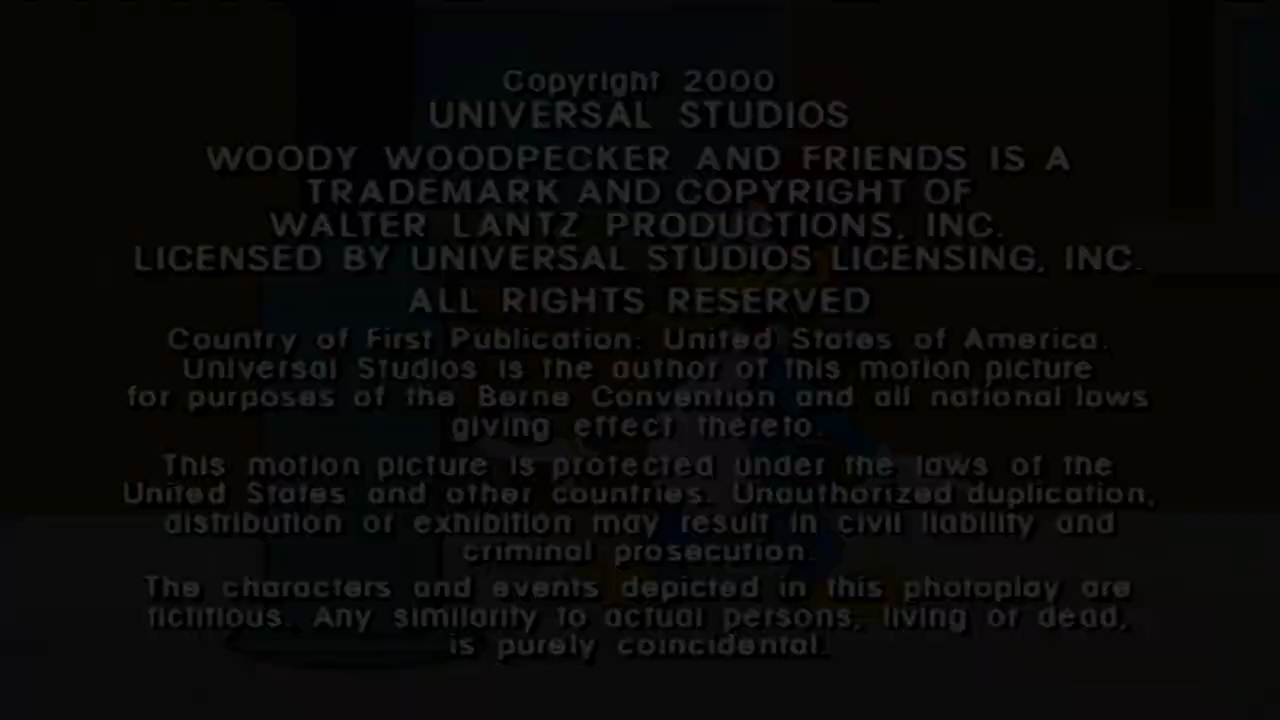 Copyright 2000
UNIVERSAL STUDIOS
WOODY WOODPECKER AND FRIENDS IS A
TRADEMARK AND COPYRIGHT OF
WALTER LANTZ PRODUCTIONS, INC.
LICENSED BY UNIVERSAL STUDIOS LICENSING, INC.
ALL RIGHTS RESERVED
Country of First Publication: United States of America.
Universal Studios is the author of this motion picture
for purposes of the Berne Convention and all national laws
giving effect thereto.
This motion picture is protected under the laws of the
United States and other countries. Unauthorized duplication,
distribution or exhibition may result in civil liability and
criminal prosecution.
The characters and events depicted in this photoplay are
fictitious. Any similarity to actual persons, living or dead,
is purely coincidental.